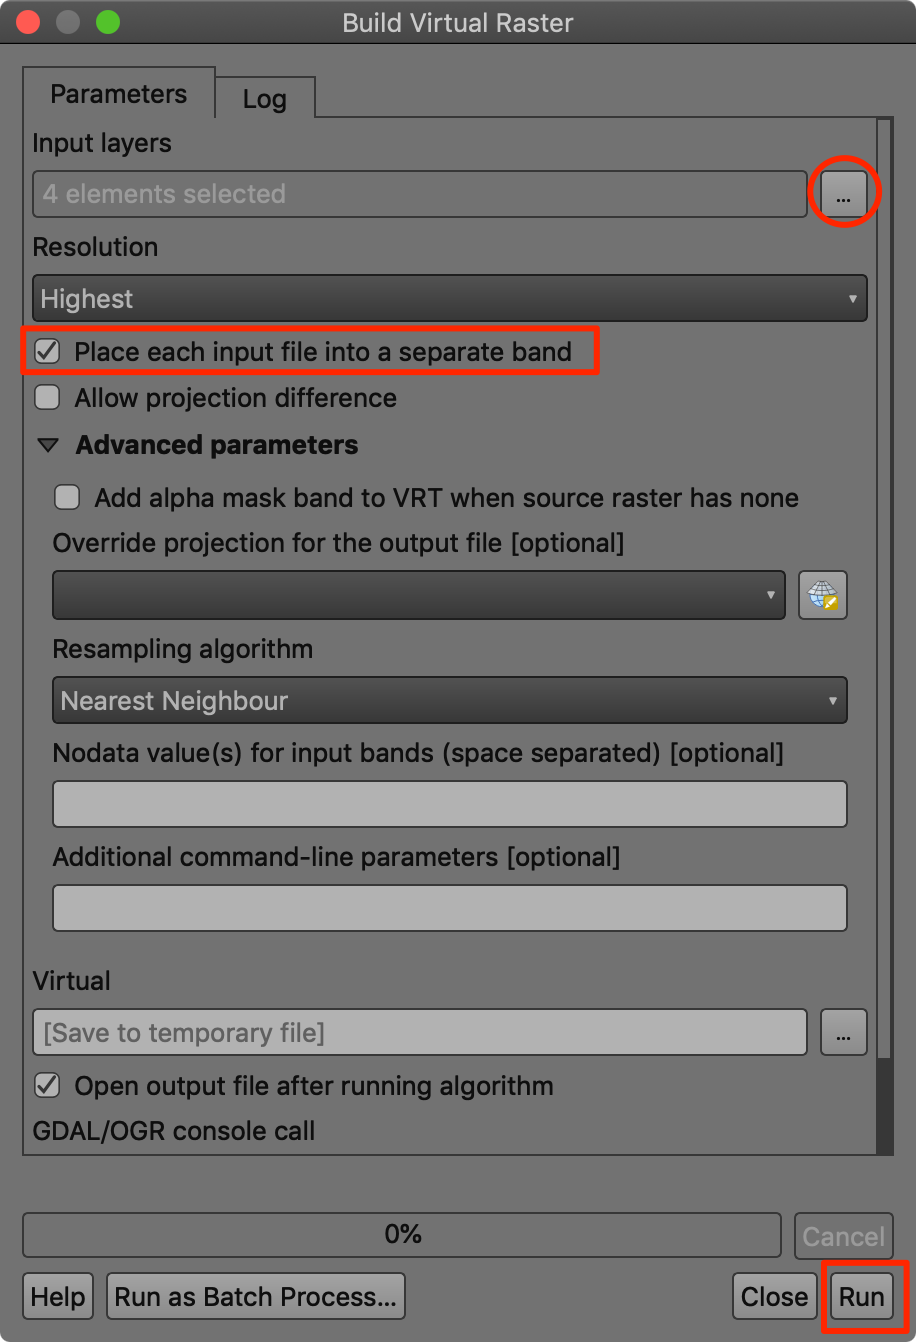 Build Virtual Raster
Parameters
Log
Input layers
4 elements selected
...
Resolution
Highest
Place each input file into a separate band
Allow projection difference
Advanced parameters
Add alpha mask band to VRT when source raster has none
Override projection for the output file [optional]
Resampling algorithm
Nearest Neighbour
Nodata value(s) for input bands (space separated) [optional]
Additional command-line parameters [optional]
Virtual
[Save to temporary file]
...
Open output file after running algorithm
GDAL/OGR console call
0%
Cancel
Help
Run as Batch Process...
Close
Run